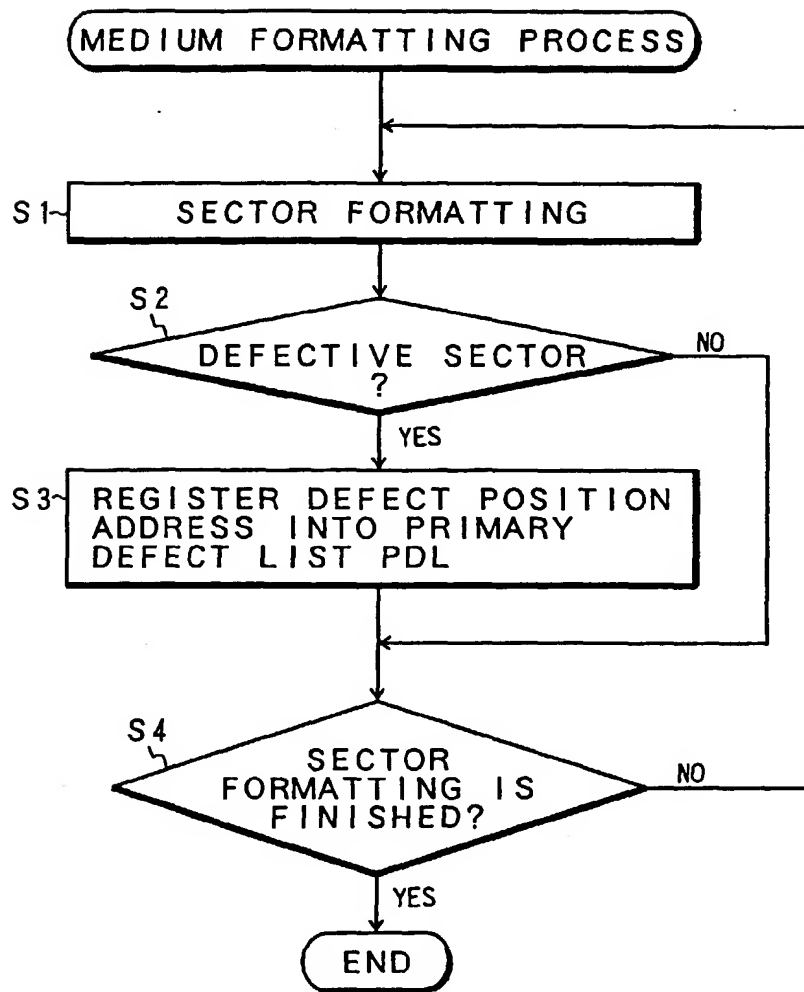 MEDIUM FORMATTING PROCESS
S1
SECTOR FORMATTING
S2
DEFECTIVE SECTOR
?
NO
YES
S3
REGISTER DEFECT POSITION
ADDRESS INTO PRIMARY
DEFECT LIST PDL
S4
SECTOR
FORMATTING IS
FINISHED?
NO
YES
END